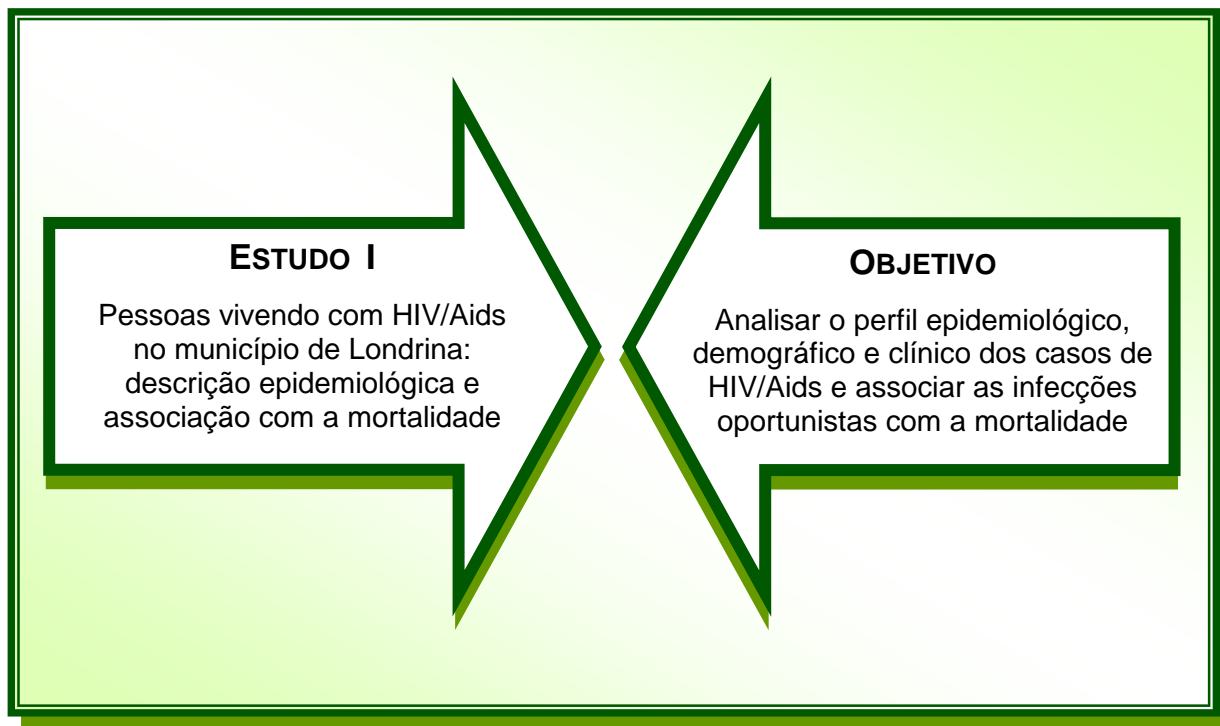 ESTUDO I
Pessoas vivendo com HIV/Aids
no município de Londrina:
descrição epidemiológica e
associação com a mortalidade
OBJETIVO
Analisar o perfil epidemiológico,
demográfico e clínico dos casos de
HIV/Aids e associar as infecções
oportunistas com a mortalidade